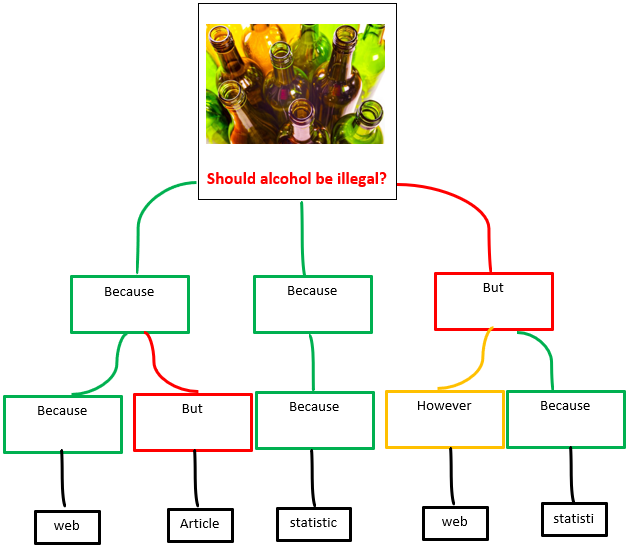 Should alcohol be illegal?
Because
Because
But
Because
But
Because
However
Because
web
Article
statistic
web
statisti